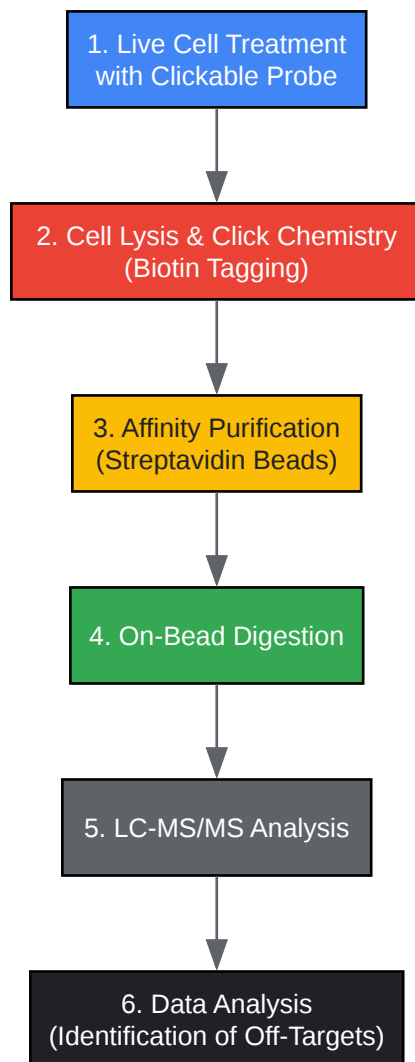 1. Live Cell Treatment
with Clickable Probe
2. Cell Lysis & Click Chemistry
(Biotin Tagging)
3. Affinity Purification
(Streptavidin Beads)
4. On-Bead Digestion
5. LC-MS/MS Analysis
6. Data Analysis
(Identification of Off-Targets)